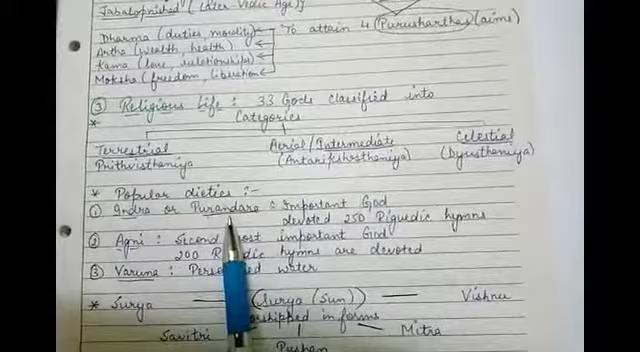 Jabalopnishad (Later Vedic Age)
Dharma (duties, morality) To attain 4 Purusharthas (aims)
Artha (wealth, health)
Kama (love, relationships)
Moksha (freedom, liberation
③ Religious Life : 33 Gods classified into
* Categories
Terrestrial Aerial/Intermediate Celestial
Prithvisthaniya (Antarikshasthaniya) (Dyusthaniya)
* Popular dieties :-
① Indra or Purandara : Important God
devoted 250 Rigvedic hymns
② Agni : Second most important God
200 Rigvedic hymns are devoted
③ Varuna : Personified water
* Surya (Surya (Sun)) Vishnu
worshipped in forms
Savitri Mitra
Pushan